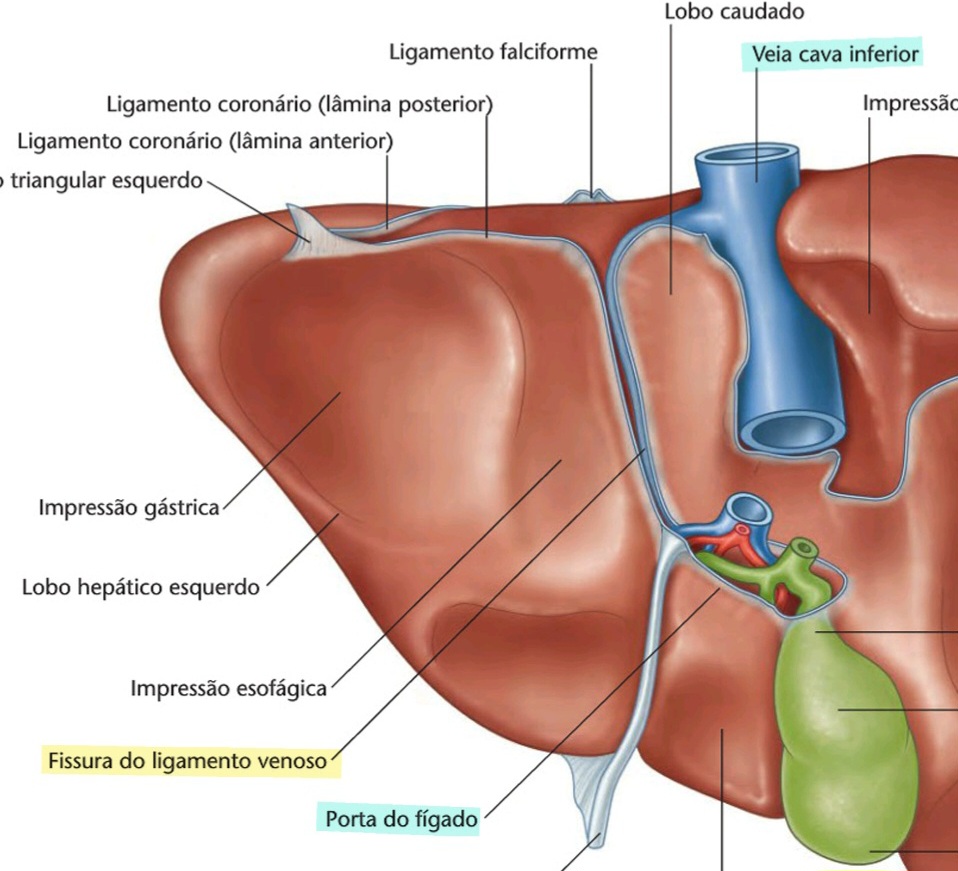 Lobo caudado
Ligamento falciforme
Veia cava inferior
Ligamento coronário (lâmina posterior)
Impressão
Ligamento coronário (lâmina anterior)
triangular esquerdo
Impressão gástrica
Lobo hepático esquerdo
Impressão esofágica
Fissura do ligamento venoso
Porta do fígado